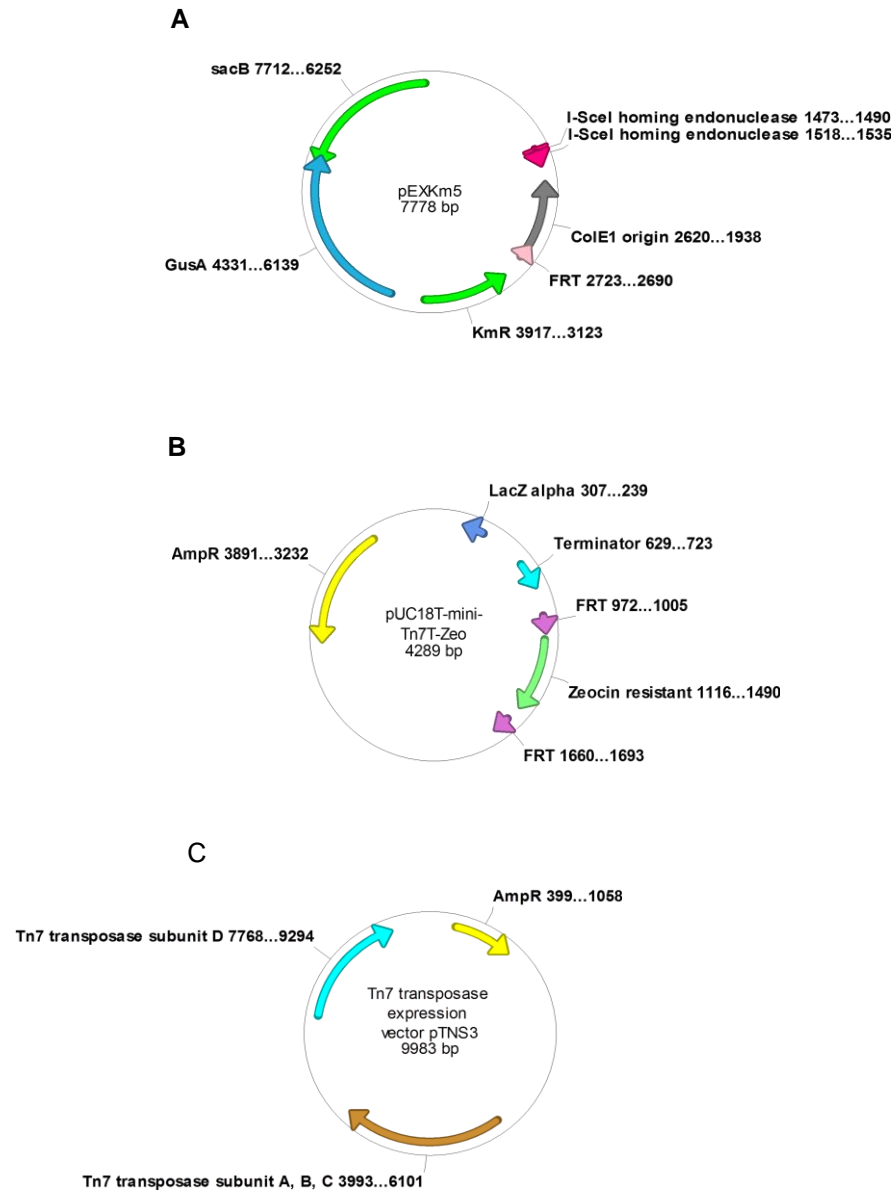 A
sacB 7712...6252
I-SceI homing endonuclease 1473...1490
I-SceI homing endonuclease 1518...1535
pEXKm5
7778 bp
ColE1 origin 2620...1938
GusA 4331...6139
FRT 2723...2690
KmR 3917...3123
B
LacZ alpha 307...239
Terminator 629...723
AmpR 3891...3232
FRT 972...1005
pUC18T-mini-
Tn7T-Zeo
4289 bp
Zeocin resistant 1116...1490
FRT 1660...1693
C
AmpR 399...1058
Tn7 transposase subunit D 7768...9294
Tn7 transposase
expression
vector pTNS3
9983 bp
Tn7 transposase subunit A, B, C 3993...6101